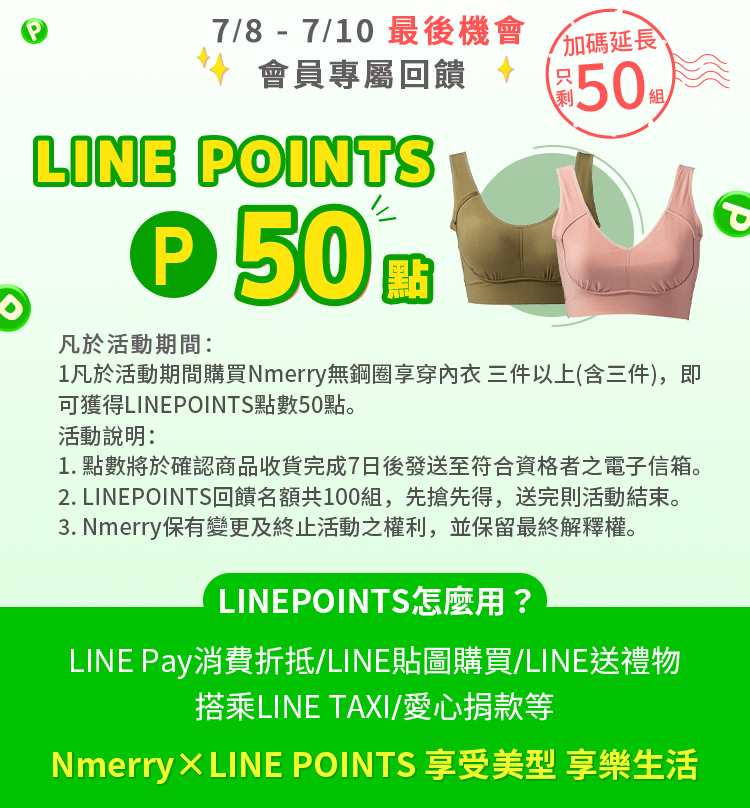 P
7/8 - 7/10 最後機會
會員專屬回饋
加碼延長
只剩50組
LINE POINTS
P 50點
P
P
凡於活動期間：
1凡於活動期間購買Nmerry無鋼圈享穿內衣 三件以上(含三件)，即
可獲得LINEPOINTS點數50點。
活動說明：
1. 點數將於確認商品收貨完成7日後發送至符合資格者之電子信箱。
2. LINEPOINTS回饋名額共100組，先搶先得，送完則活動結束。
3. Nmerry保有變更及終止活動之權利，並保留最終解釋權。
LINEPOINTS怎麼用？
LINE Pay消費折抵/LINE貼圖購買/LINE送禮物
搭乘LINE TAXI/愛心捐款等
Nmerry×LINE POINTS 享受美型 享樂生活